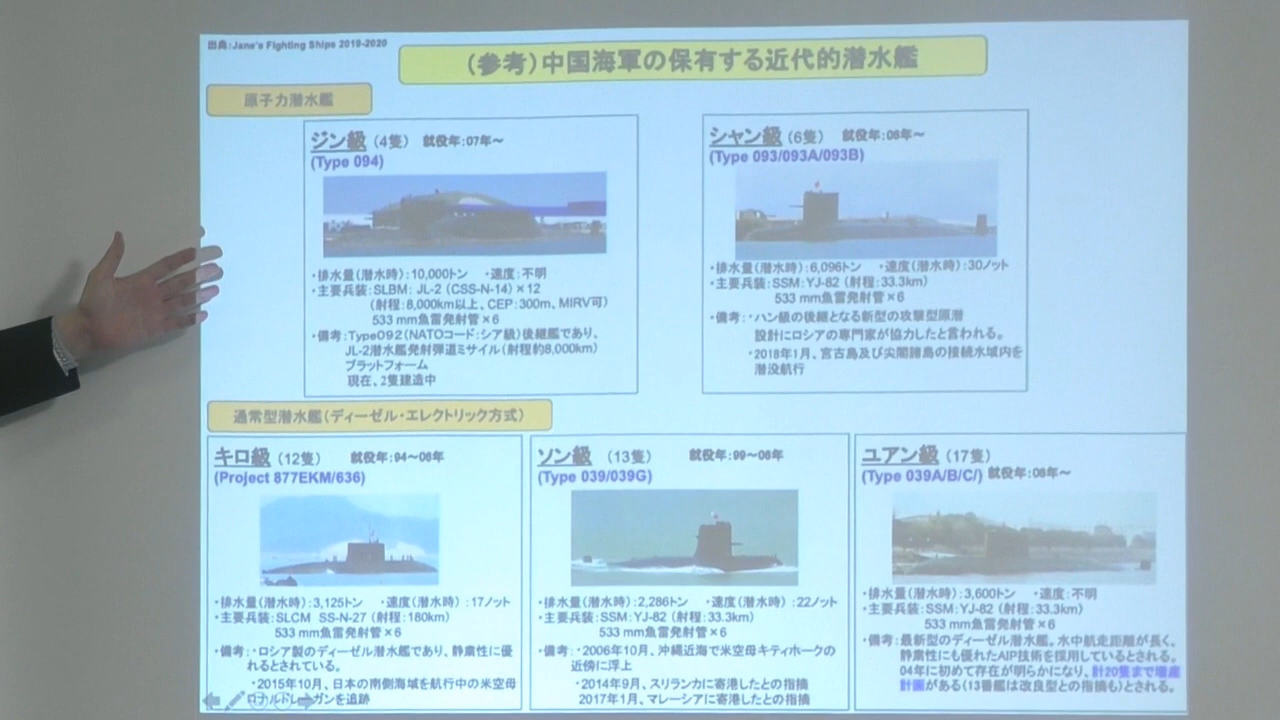 出典:Jane's Fighting Ships 2019-2020
(参考)中国海軍の保有する近代的潜水艦
原子力潜水艦
ジン級(4隻) 就役年:07年～
(Type 094)
・排水量(潜水時):10,000トン ・速度:不明
・主要兵装:SLBM: JL-2 (CSS-N-14)×12
(射程:8,000km以上、CEP:300m、MIRV可)
533 mm魚雷発射管×6
・備考:Type092(NATOコード:シア級)後継艦であり、
JL-2潜水艦発射弾道ミサイル(射程約8,000km)
プラットフォーム
現在、2隻建造中
シャン級(6隻) 就役年:06年～
(Type 093/093A/093B)
・排水量(潜水時):6,096トン ・速度(潜水時):30ノット
・主要兵装:SSM:YJ-82 (射程:33.3km)
533 mm魚雷発射管×6
・備考:・ハン級の後継となる新型の攻撃型原潜
設計にロシアの専門家が協力したと言われる。
・2018年1月、宮古島及び尖閣諸島の接続水域内を
潜没航行
通常型潜水艦(ディーゼル・エレクトリック方式)
キロ級(12隻) 就役年:94～06年
(Project 877EKM/636)
・排水量(潜水時):3,125トン ・速度(潜水時):17ノット
・主要兵装:SLCM SS-N-27 (射程:180km)
533 mm魚雷発射管×6
・備考:・ロシア製のディーゼル潜水艦であり、静粛性に優
れるとされている。
・2015年10月、日本の南側海域を航行中の米空母
ロナルドレーガンを追跡
ソン級(13隻) 就役年:99～06年
(Type 039/039G)
・排水量(潜水時):2,286トン ・速度(潜水時):22ノット
・主要兵装:SSM:YJ-82 (射程:33.3km)
533 mm魚雷発射管×6
・備考:・2006年10月、沖縄近海で米空母キティホークの
近傍に浮上
・2014年9月、スリランカに寄港したとの指摘
2017年1月、マレーシアに寄港したとの指摘
ユアン級(17隻)
(Type 039A/B/C/) 就役年:06年～
・排水量(潜水時):3,600トン ・速度:不明
・主要兵装:SSM:YJ-82 (射程:33.3km)
533 mm魚雷発射管×6
・備考:最新型のディーゼル潜水艦。水中航走距離が長く、
静粛性にも優れたAIP技術を採用しているとされる。
04年に初めて存在が明らかになり、計20隻まで増産
計画がある(13番艦は改良型との指摘も)とされる。